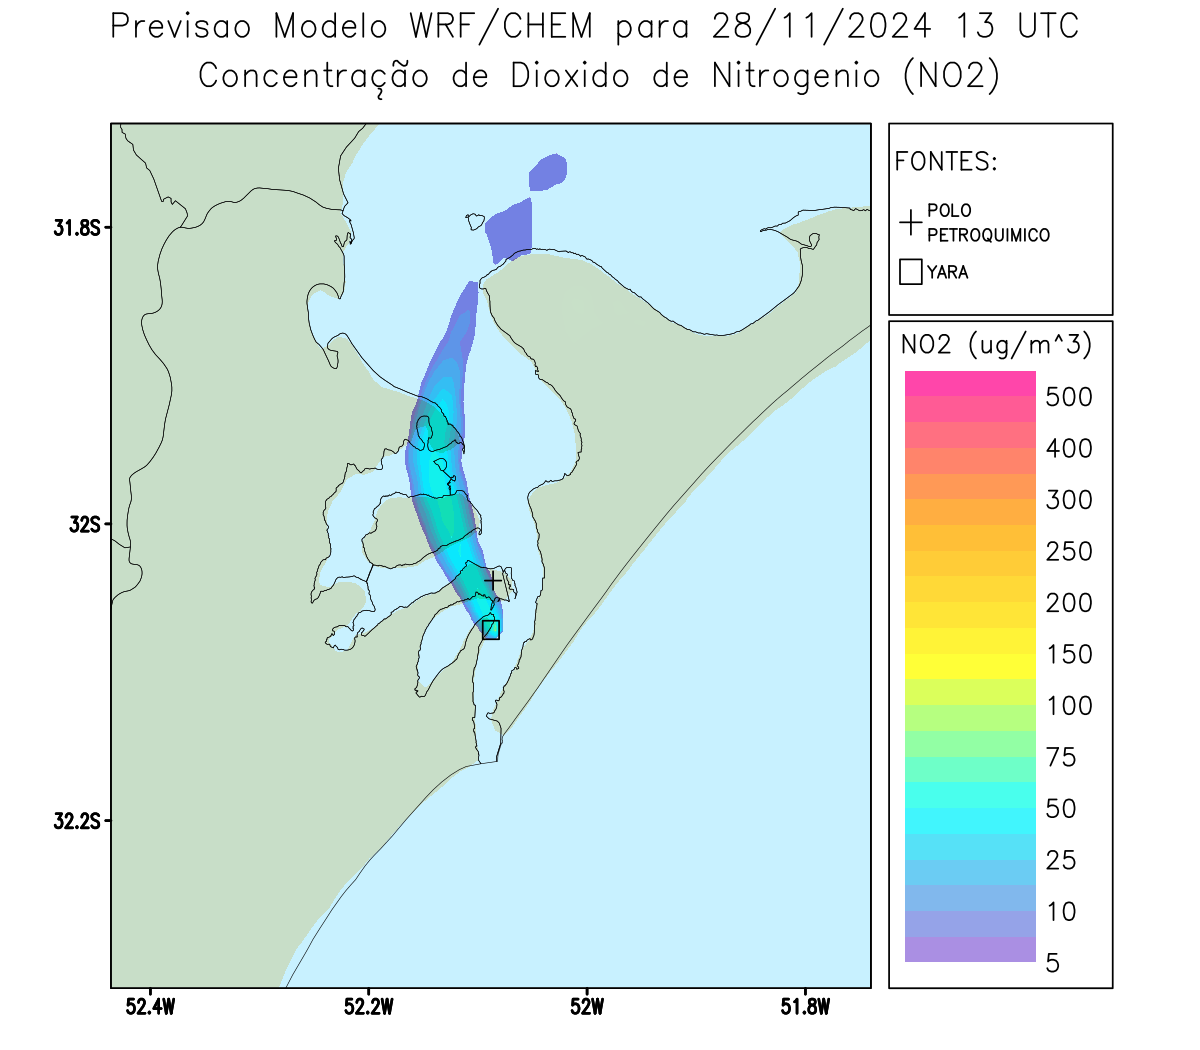 Previsao Modelo WRF/CHEM para 28/11/2024 13 UTC
Concentração de Dioxido de Nitrogenio (NO2)
FONTES:
POLO
PETROQUIMICO
YARA
31.8S
32S
32.2S
52.4W
52.2W
52W
51.8W
NO2 (ug/m^3)
500
400
300
250
200
150
100
75
50
25
10
5